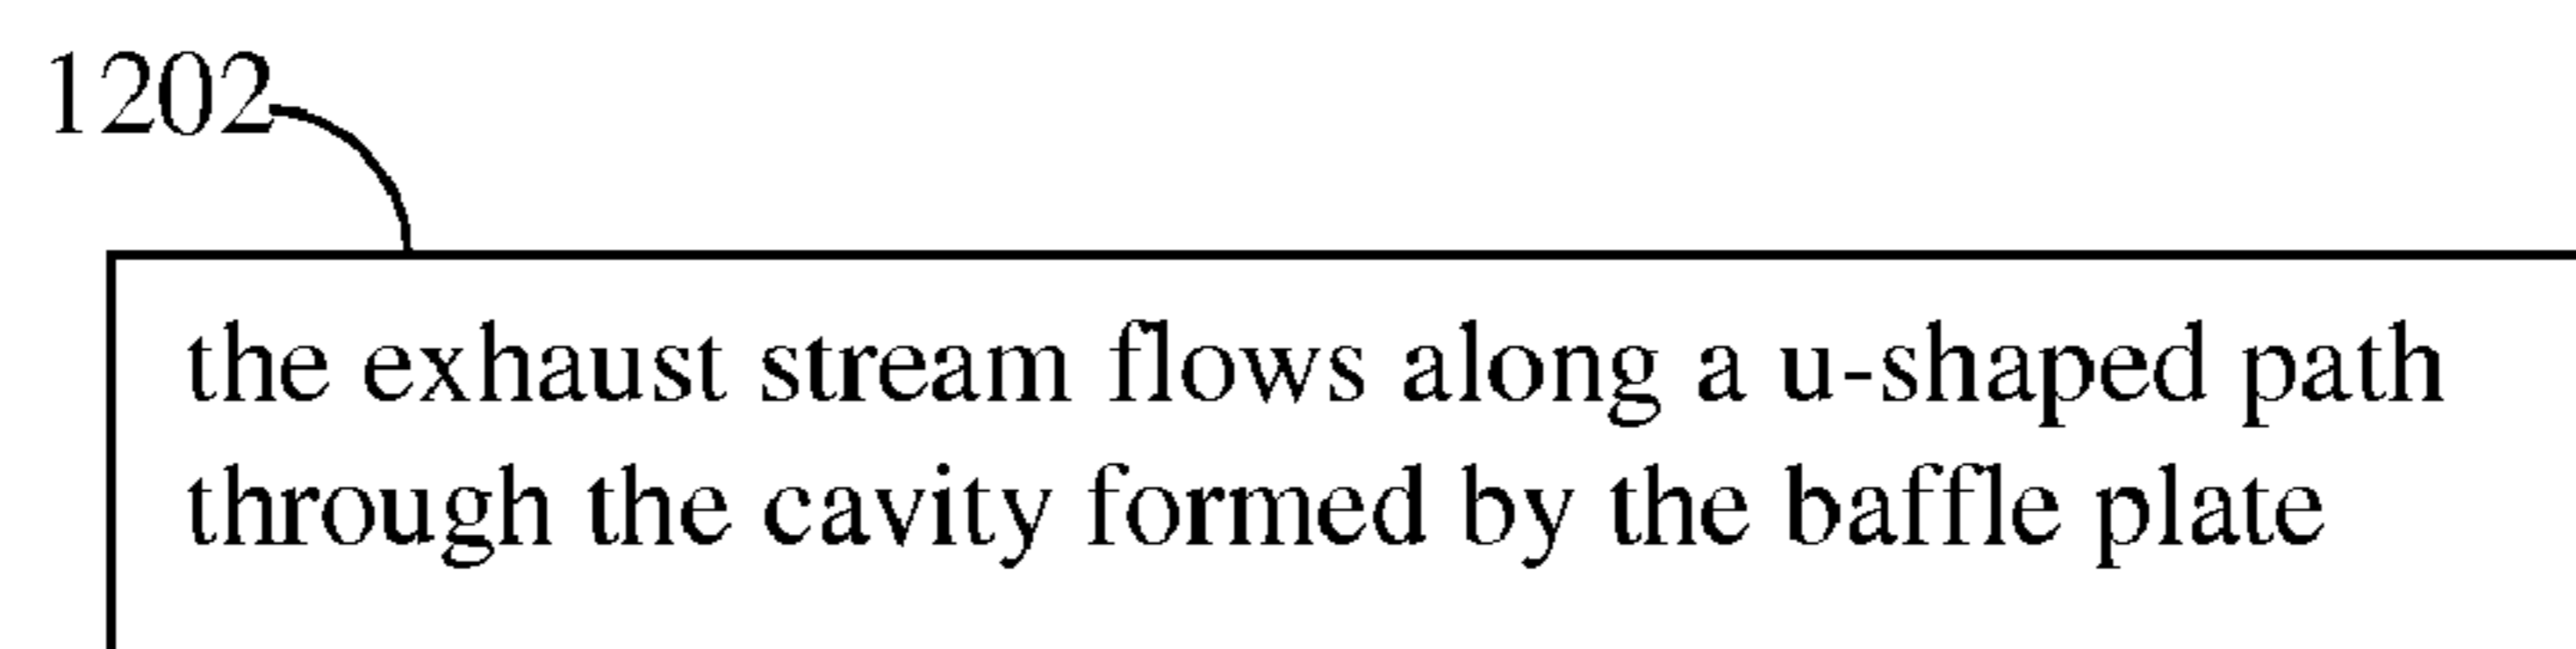 1202
the exhaust stream flows along a u-shaped path
through the cavity formed by the baffle plate